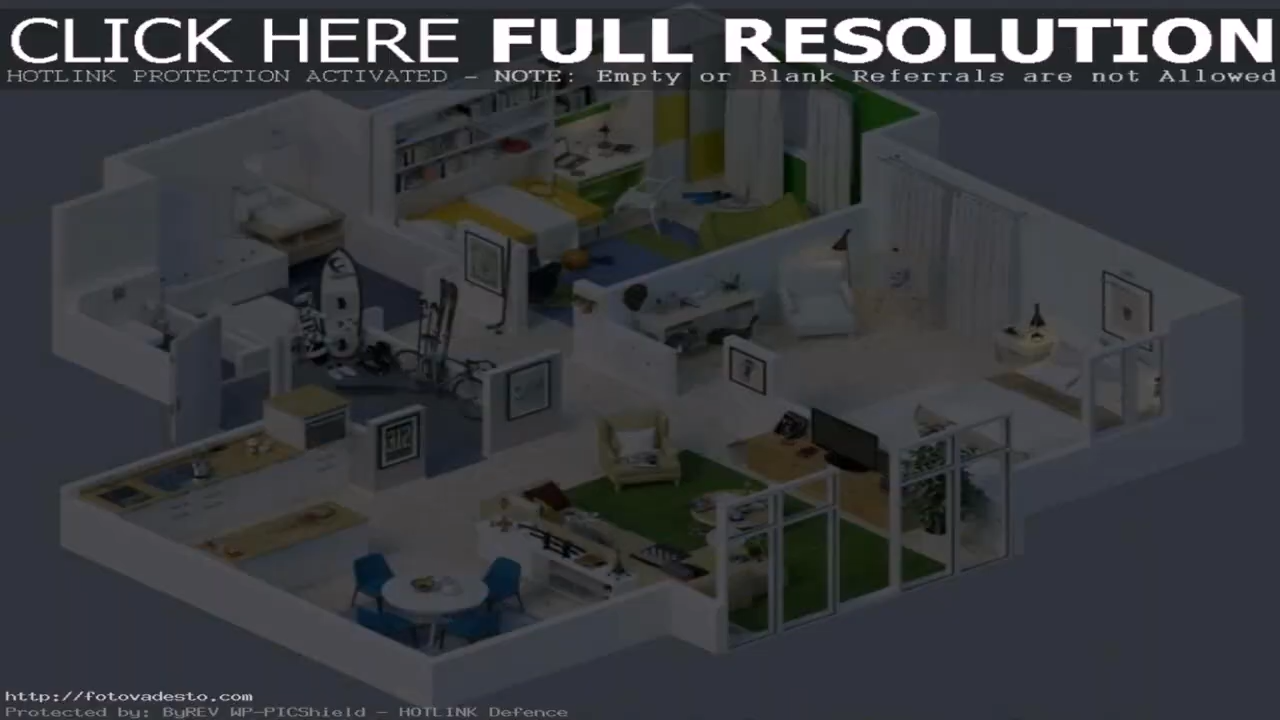 CLICK HERE FULL RESOLUTION
HOTLINK PROTECTION ACTIVATED - NOTE: Empty or Blank Referrals are not Allowed
http://fotovadesto.com
Protected by: ByREV WP-PICShield - HOTLINK Defence